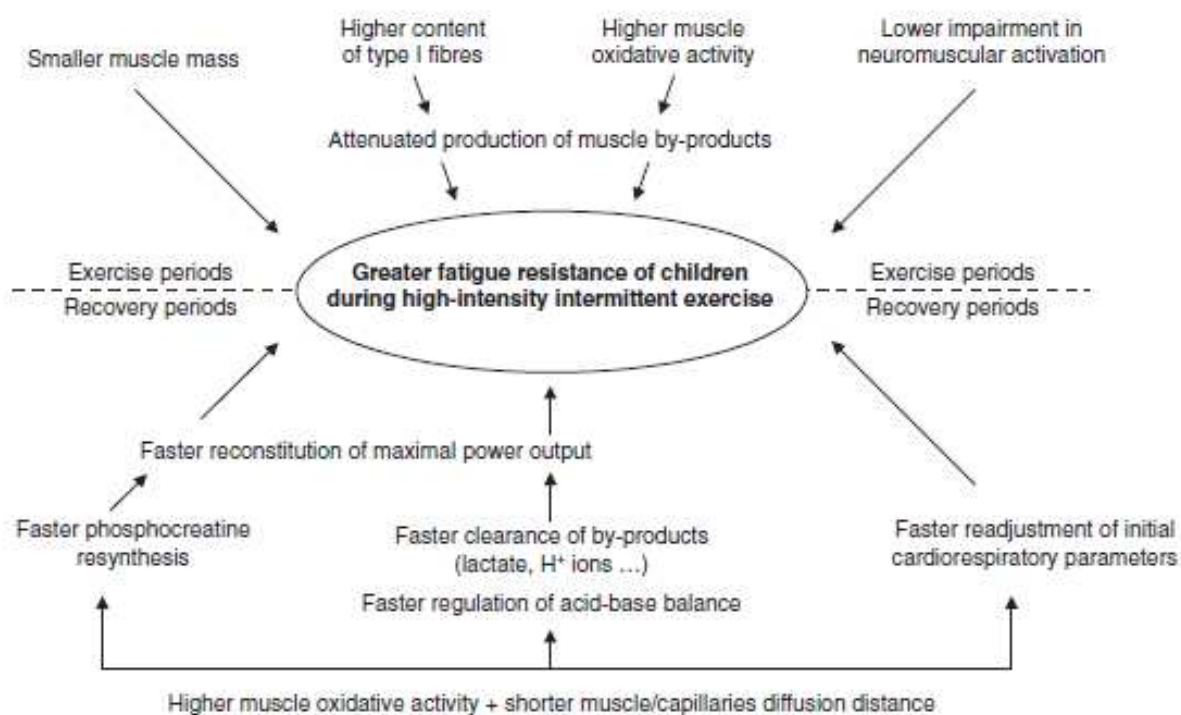 Smaller muscle mass
Higher content
of type I fibres
Higher muscle
oxidative activity
Lower impairment in
neuromuscular activation
Attenuated production of muscle by-products
Exercise periods
Recovery periods
Greater fatigue resistance of children
during high-intensity intermittent exercise
Exercise periods
Recovery periods
Faster reconstitution of maximal power output
Faster phosphocreatine
resynthesis
Faster clearance of by-products
(lactate, H⁺ ions ...)
Faster regulation of acid-base balance
Faster readjustment of initial
cardiorespiratory parameters
Higher muscle oxidative activity + shorter muscle/capillaries diffusion distance